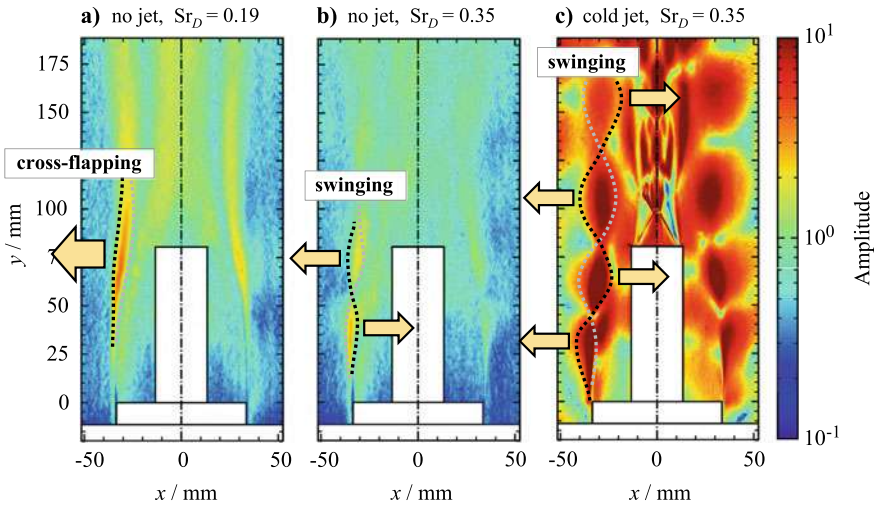 a) no jet, Sr_D = 0.19
b) no jet, Sr_D = 0.35
c) cold jet, Sr_D = 0.35
175
150
100
75
50
25
0
y / mm
cross-flapping
swinging
swinging
-50 0 50
-50 0 50
-50 0 50
x / mm
x / mm
x / mm
10^1
10^0
10^-1
Amplitude